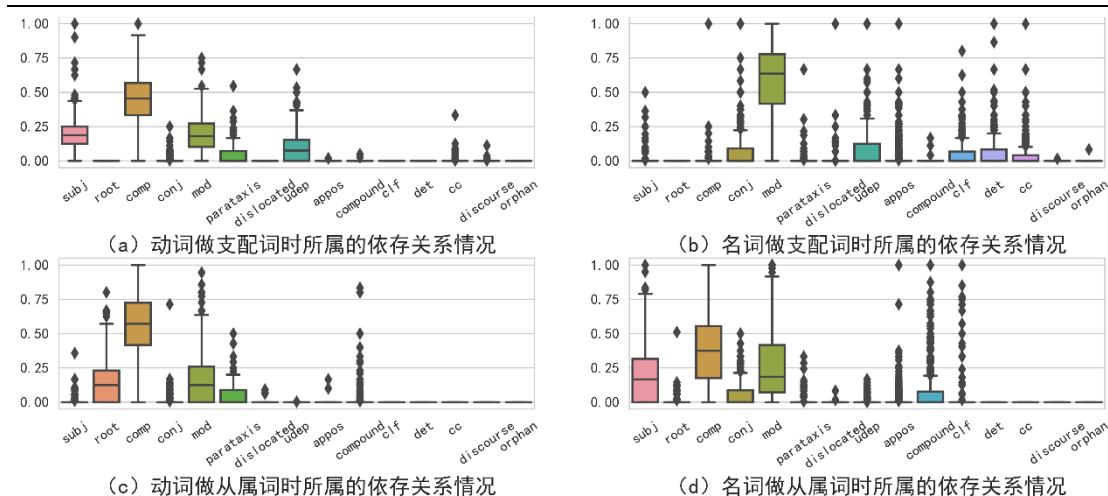 1.00 1.00
0.75 0.75
0.50 0.50
0.25 0.25
0.00 0.00
subj root comp conj mod parataxis dislocated udep appos compound clf det cc discourse orphan subj root comp conj mod parataxis dislocated udep appos compound clf det cc discourse orphan
(a) 动词做支配词时所属的依存关系情况 (b) 名词做支配词时所属的依存关系情况
1.00 1.00
0.75 0.75
0.50 0.50
0.25 0.25
0.00 0.00
subj root comp conj mod parataxis dislocated udep appos compound clf det cc discourse orphan subj root comp conj mod parataxis dislocated udep appos compound clf det cc discourse orphan
(c) 动词做从属词时所属的依存关系情况 (d) 名词做从属词时所属的依存关系情况